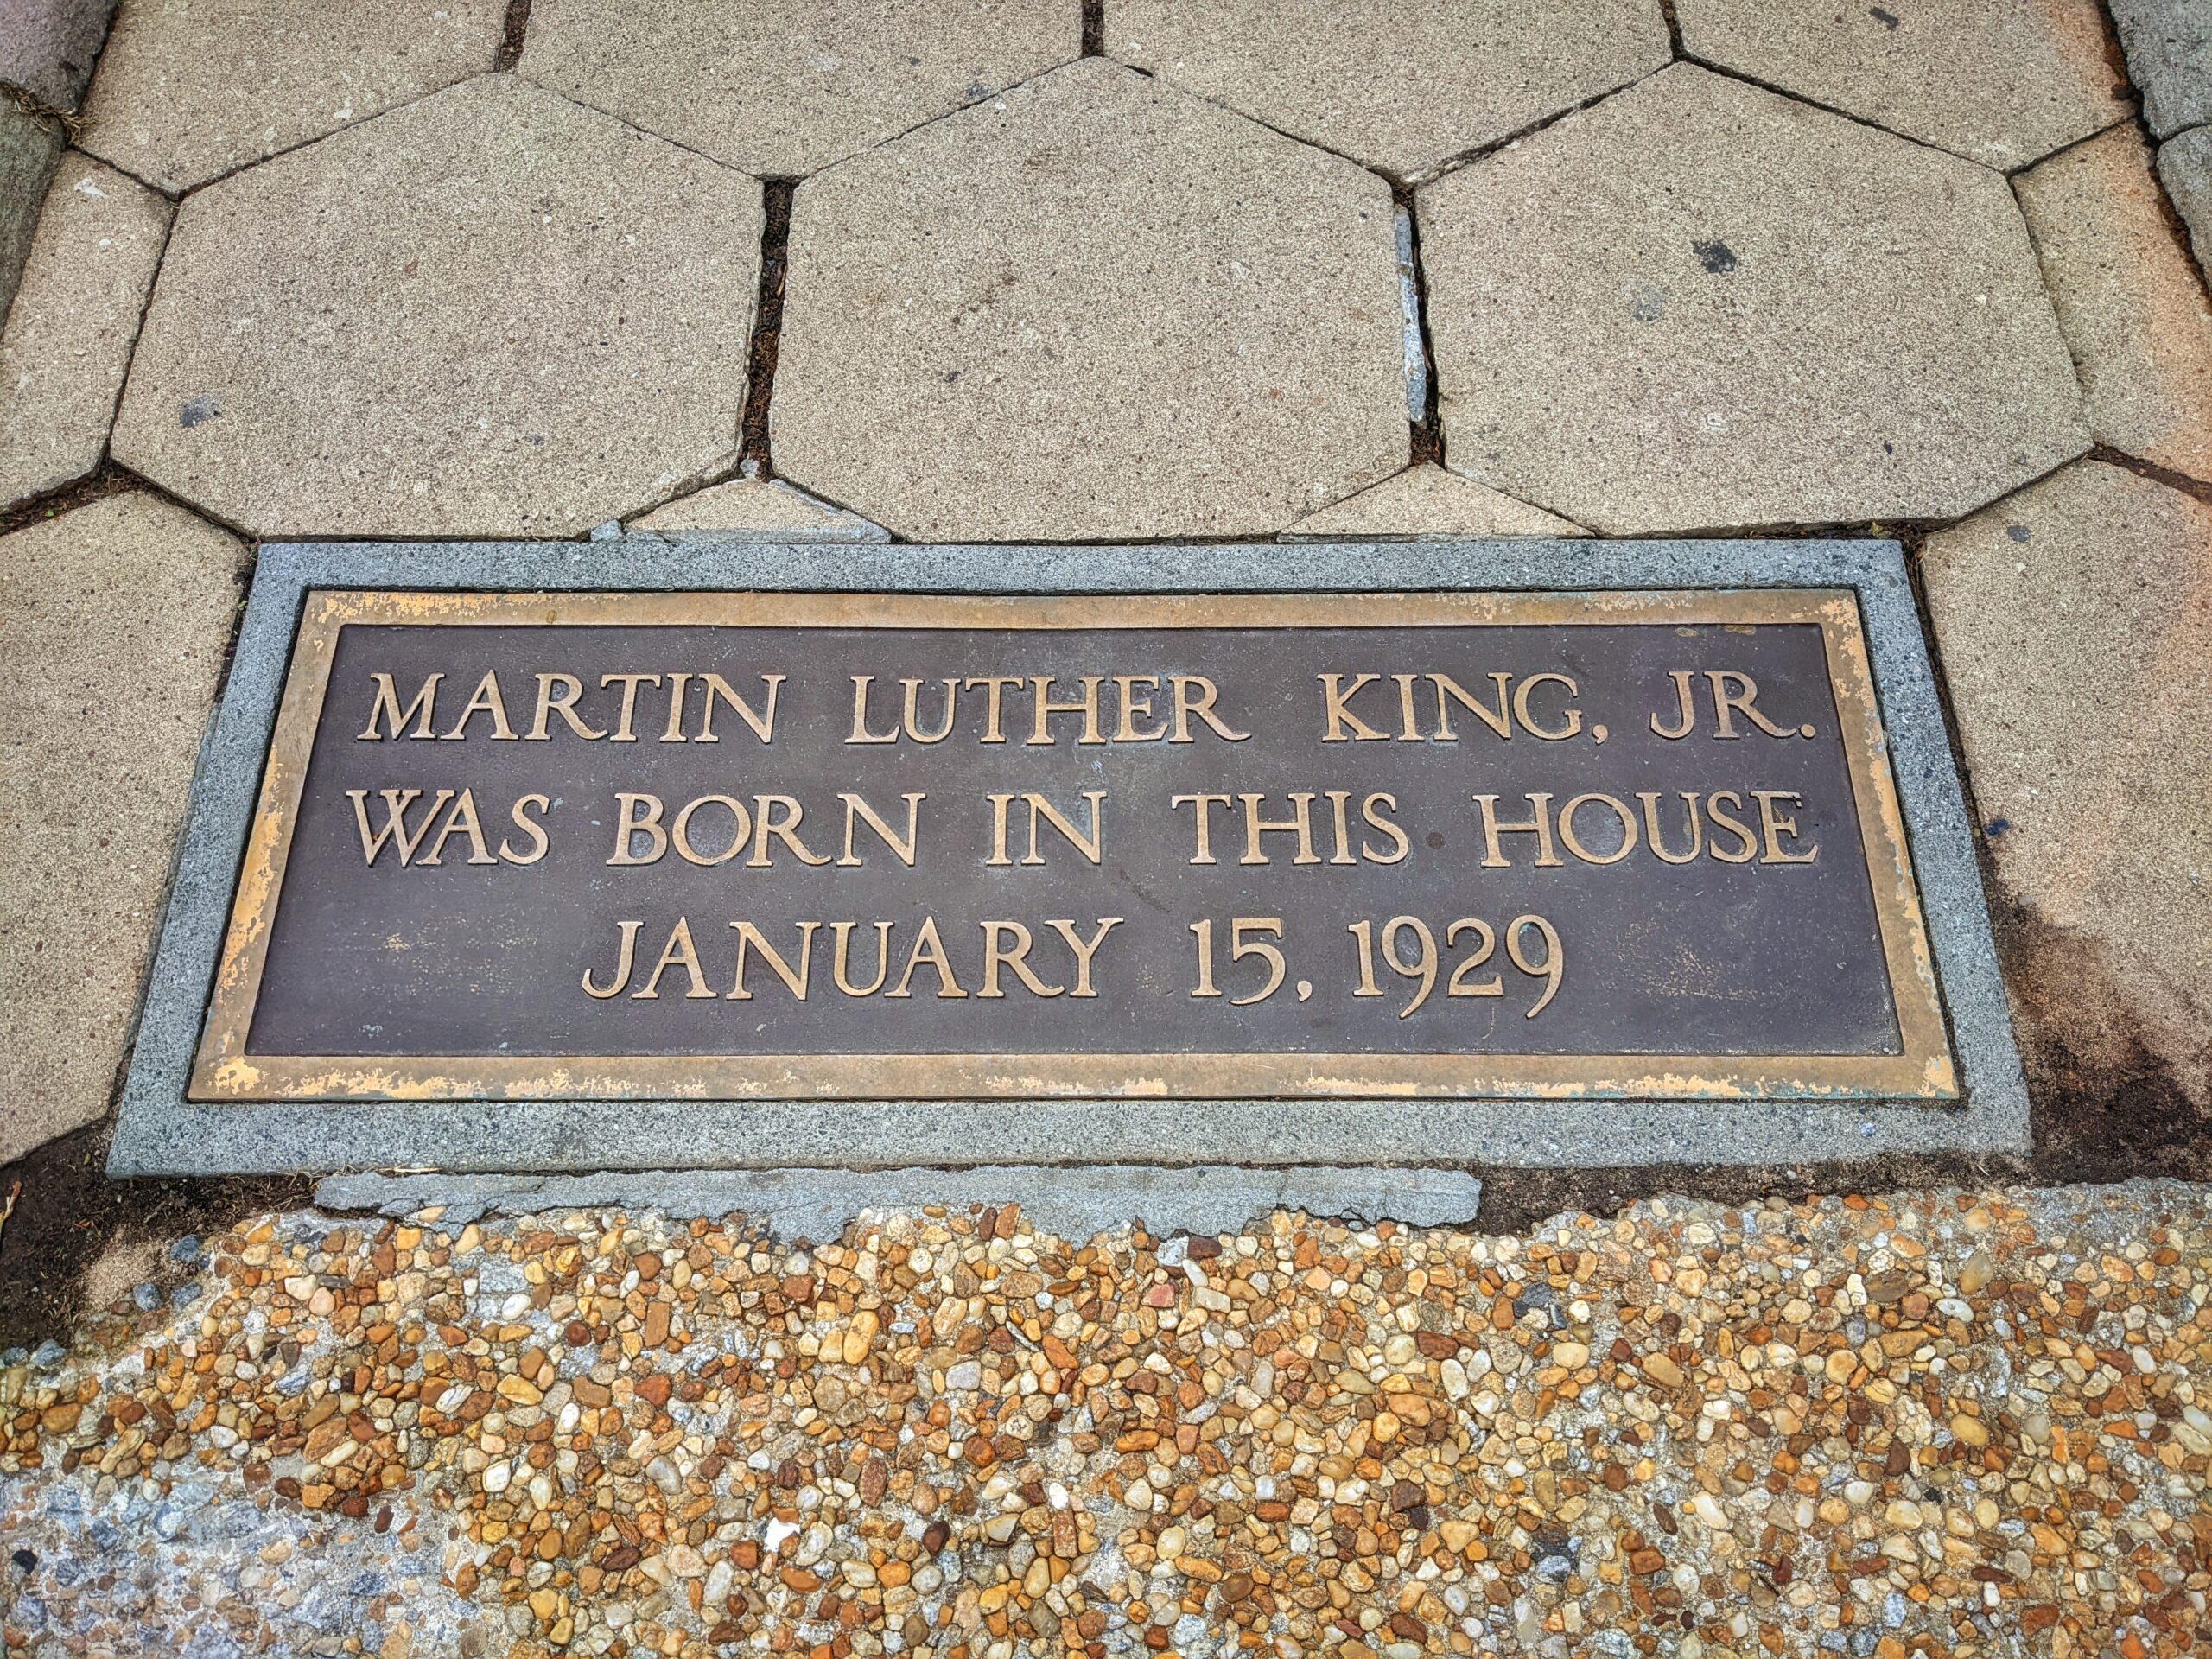 MARTIN LUTHER KING, JR.
WAS BORN IN THIS HOUSE
JANUARY 15, 1929